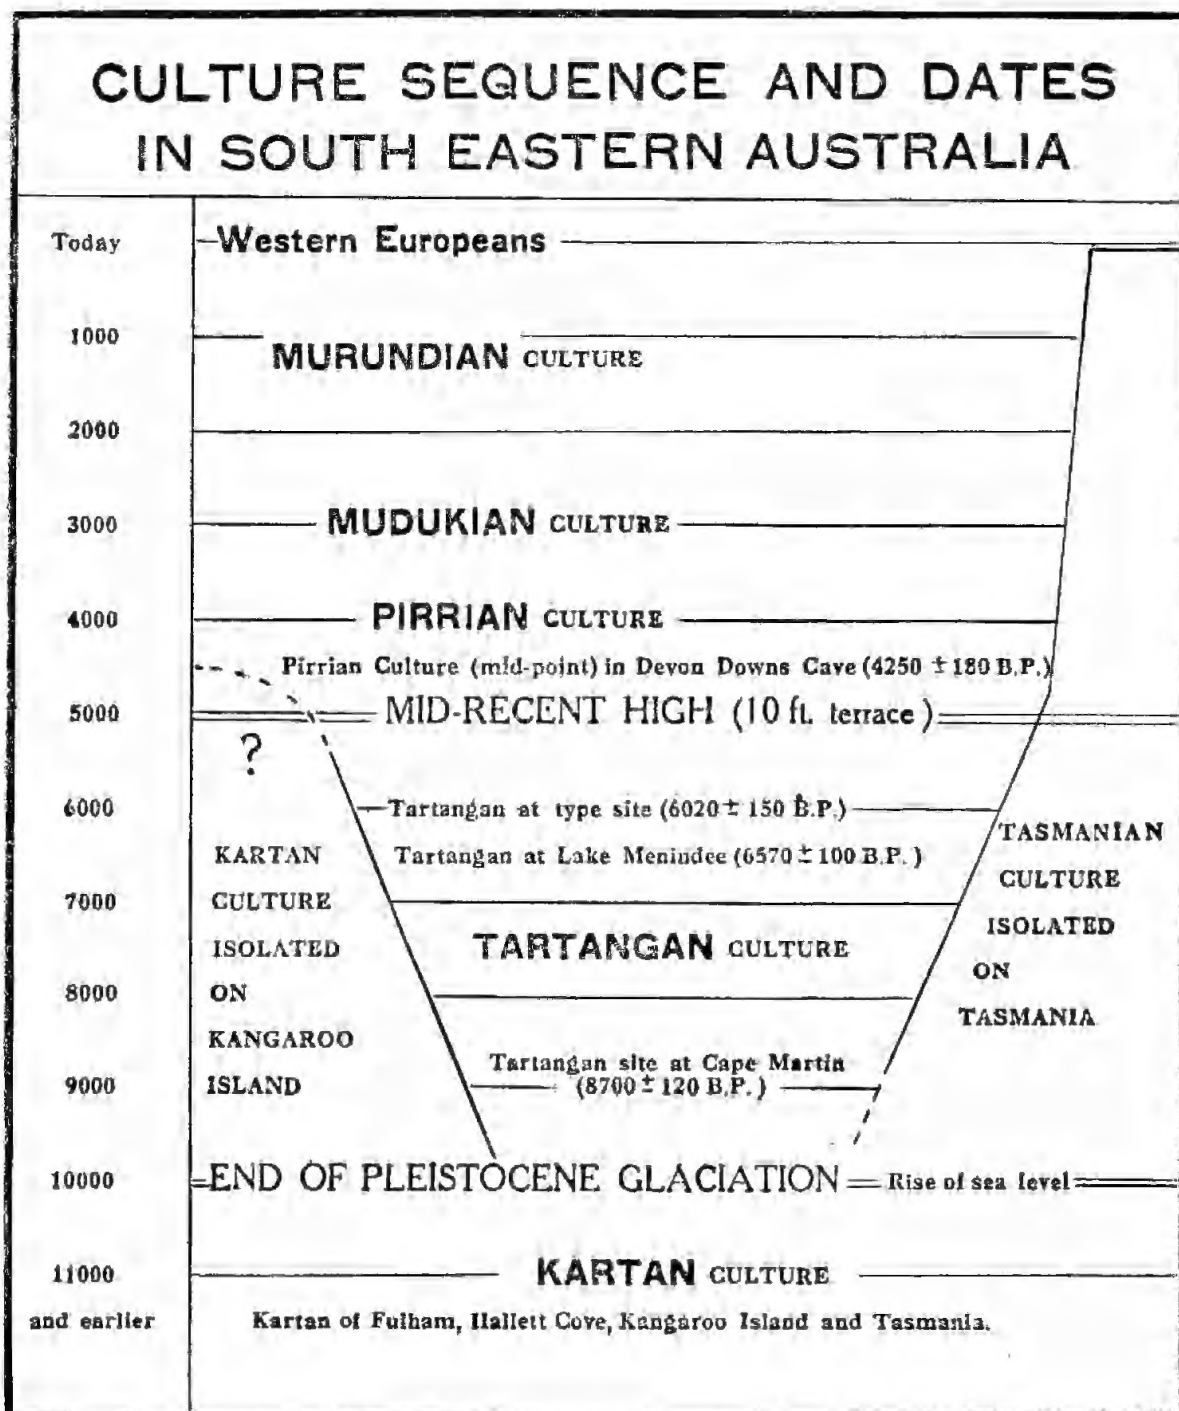 CULTURE SEQUENCE AND DATES
IN SOUTH EASTERN AUSTRALIA
Today
Western Europeans
1000
MURUNDIAN CULTURE
2000
3000
MUDUKIAN CULTURE
4000
PIRRIAN CULTURE
Pirrian Culture (mid-point) in Devon Downs Cave (4250 ± 180 B.P.)
5000
MID-RECENT HIGH (10 ft. terrace)
?
6000
Tartangan at type site (6020 ± 150 B.P.)
Tartangan at Lake Menindee (6570 ± 100 B.P.)
KARTAN
CULTURE
ISOLATED
ON
KANGAROO
ISLAND
TASMANIAN
CULTURE
ISOLATED
ON
TASMANIA
7000
TARTANGAN CULTURE
8000
Tartangan site at Cape Martin
9000
(8700 ± 120 B.P.)
10000
END OF PLEISTOCENE GLACIATION
Rise of sea level
11000
KARTAN CULTURE
and earlier
Kartan of Fulham, Hallett Cove, Kangaroo Island and Tasmania.